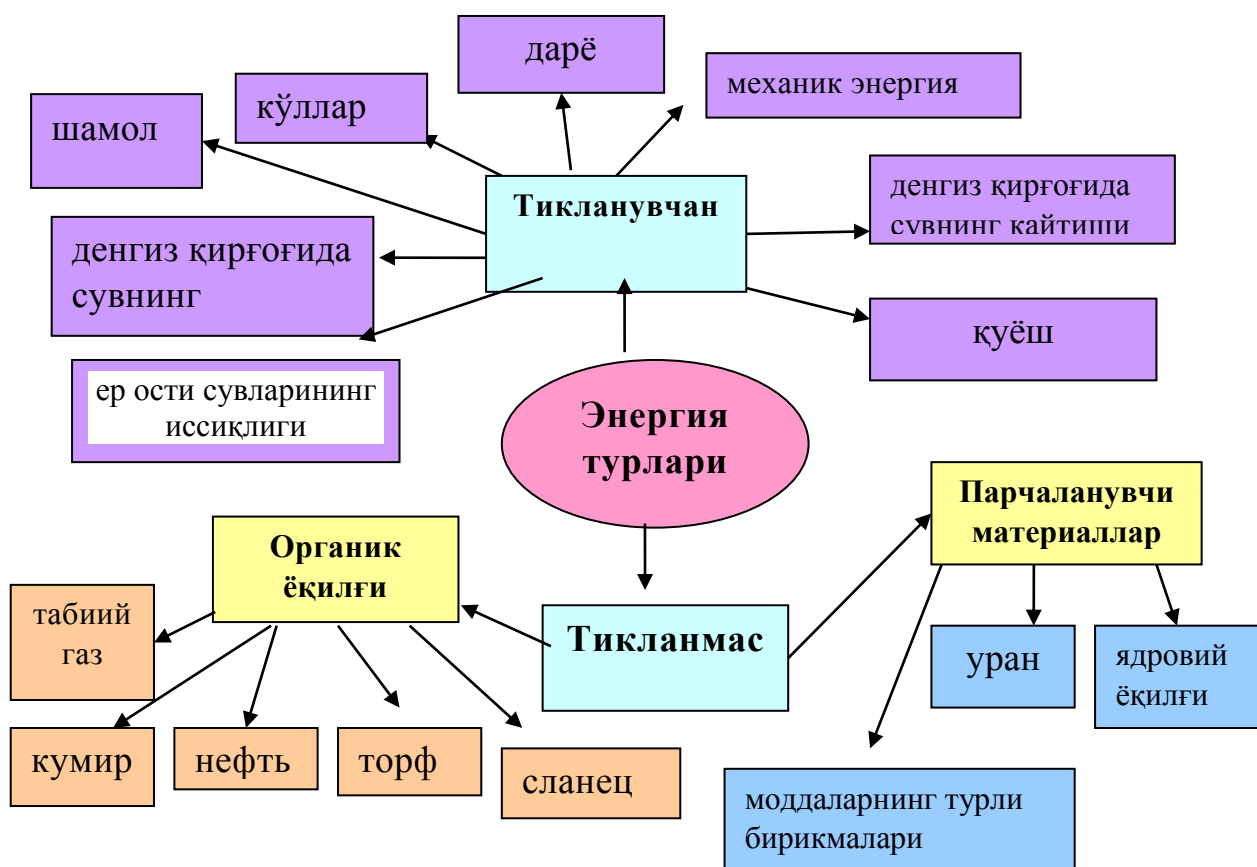 дарё
механик энергия
кўллар
шамол
Тикланувчан
денгиз қирғоғида
сувнинг қайтиши
денгиз қирғоғида
сувнинг
қуёш
ер ости сувларининг
иссиқлиги
Энергия
турлари
Парчаланувчи
материаллар
Органик
ёқилғи
табиий
газ
Тикланмас
уран
ядровий
ёқилғи
кумир
нефть
торф
сланец
моддаларнинг турли
бирикмалари